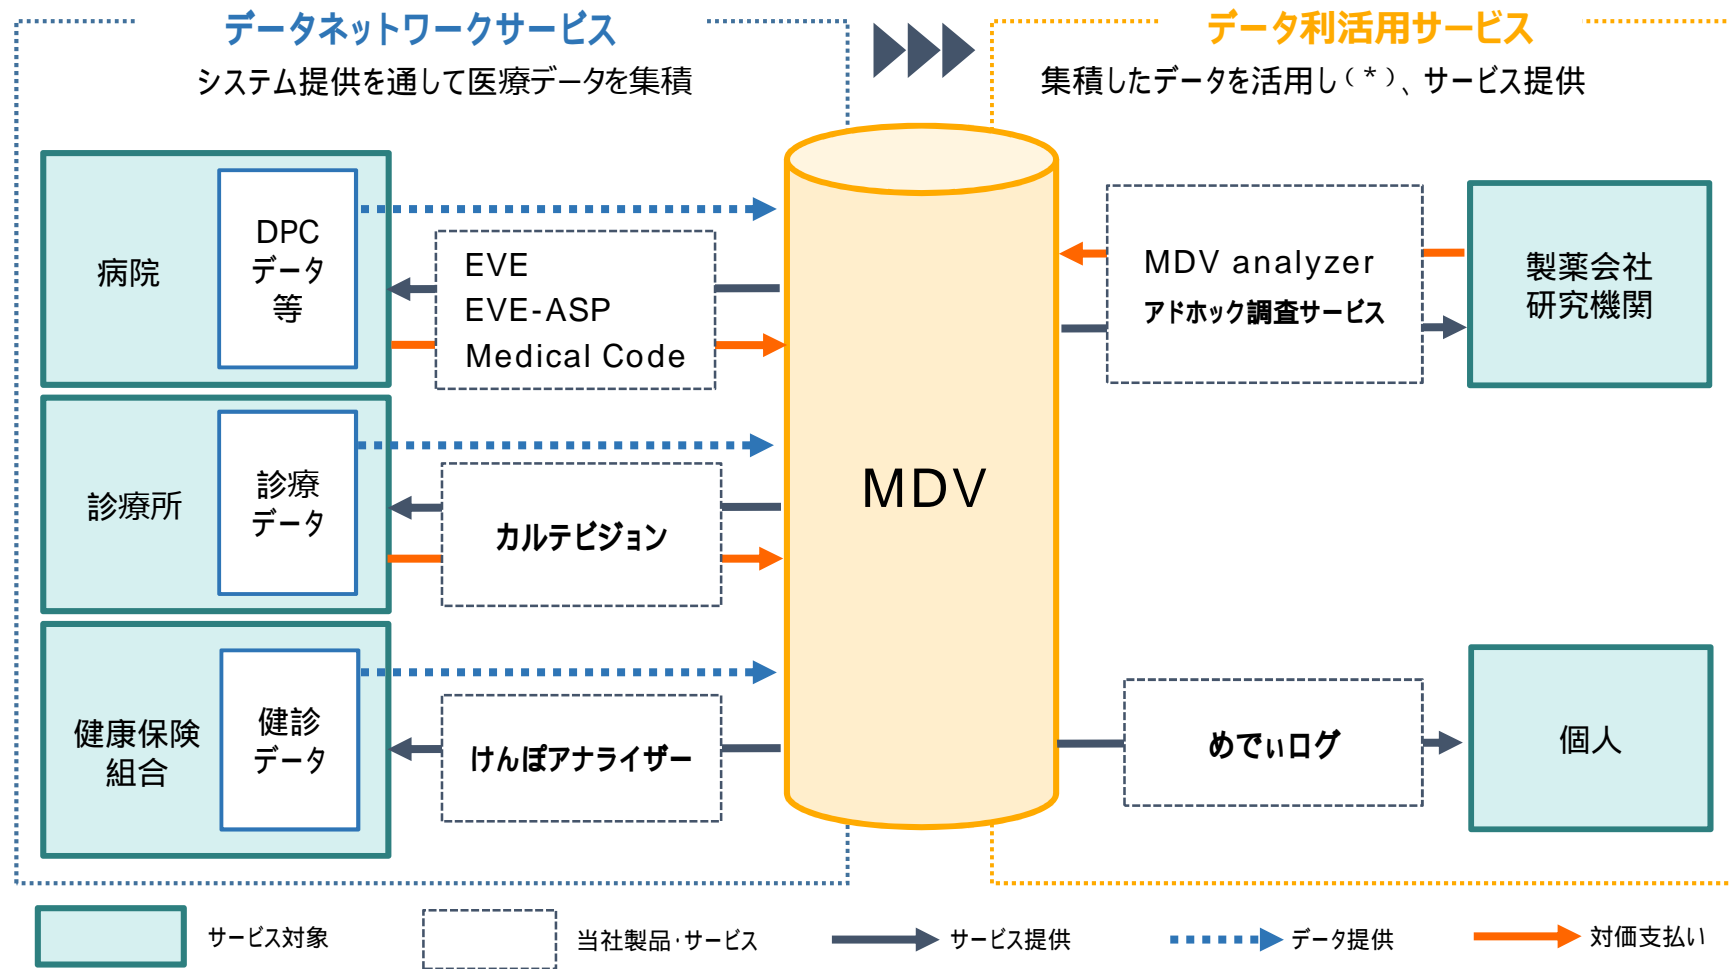 データネットワークサービス
システム提供を通して医療データを集積
データ利活用サービス
集積したデータを活用し(*)、サービス提供
病院
DPC
データ
等
EVE
EVE-ASP
Medical Code
診療所
診療
データ
カルテビジョン
健康保険
組合
健診
データ
けんぽアナライザー
MDV
MDV analyzer
アドホック調査サービス
製薬会社
研究機関
めでぃログ
個人
サービス対象
当社製品・サービス
サービス提供
データ提供
対価支払い